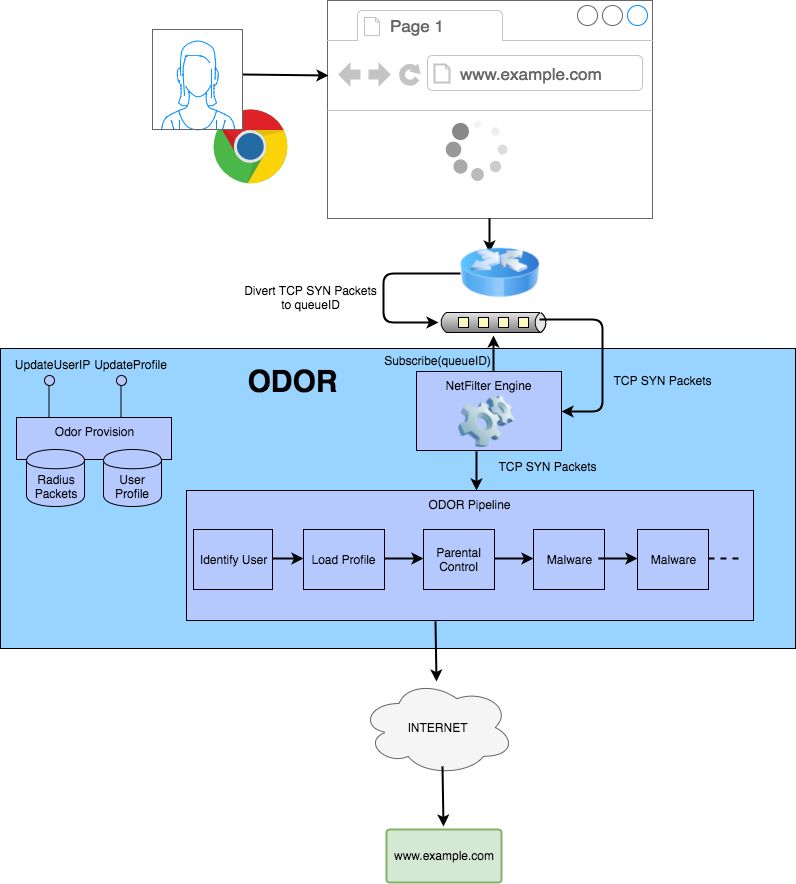 Page 1
www.example.com
Divert TCP SYN Packets
to queueID
Subscribe(queueID)
TCP SYN Packets
UpdateUserIP
UpdateProfile
ODOR
NetFilter Engine
Odor Provision
Radius
Packets
User
Profile
TCP SYN Packets
ODOR Pipeline
Identify User
Load Profile
Parental
Control
Malware
Malware
INTERNET
www.example.com